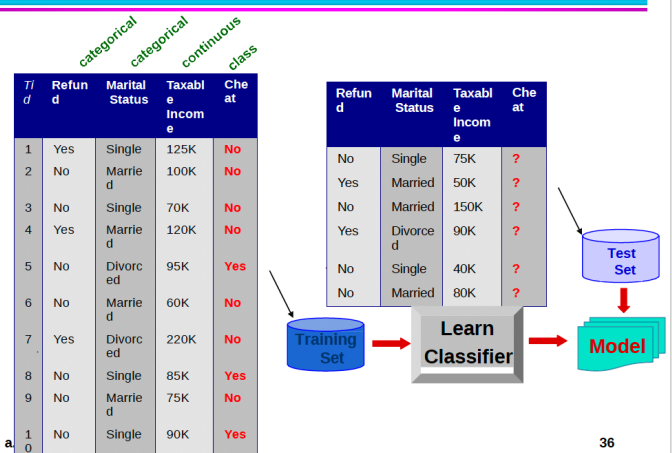 categorical
categorical
continuous
class
Ti
d
Refun
d
Marital
Status
Taxabl
e
Incom
e
Che
at
1 Yes Single 125K No
2 No Marrie
d 100K No
3 No Single 70K No
4 Yes Marrie
d 120K No
5 No Divorc
ed 95K Yes
6 No Marrie
d 60K No
7 Yes Divorc
ed 220K No
8 No Single 85K Yes
9 No Marrie
d 75K No
1
0 No Single 90K Yes
Refun
d
Marital
Status
Taxabl
e
Incom
e
Che
at
No Single 75K ?
Yes Married 50K ?
No Married 150K ?
Yes Divorce
d 90K ?
No Single 40K ?
No Married 80K ?
Training
Set
Learn
Classifier
Test
Set
Model
a.
36